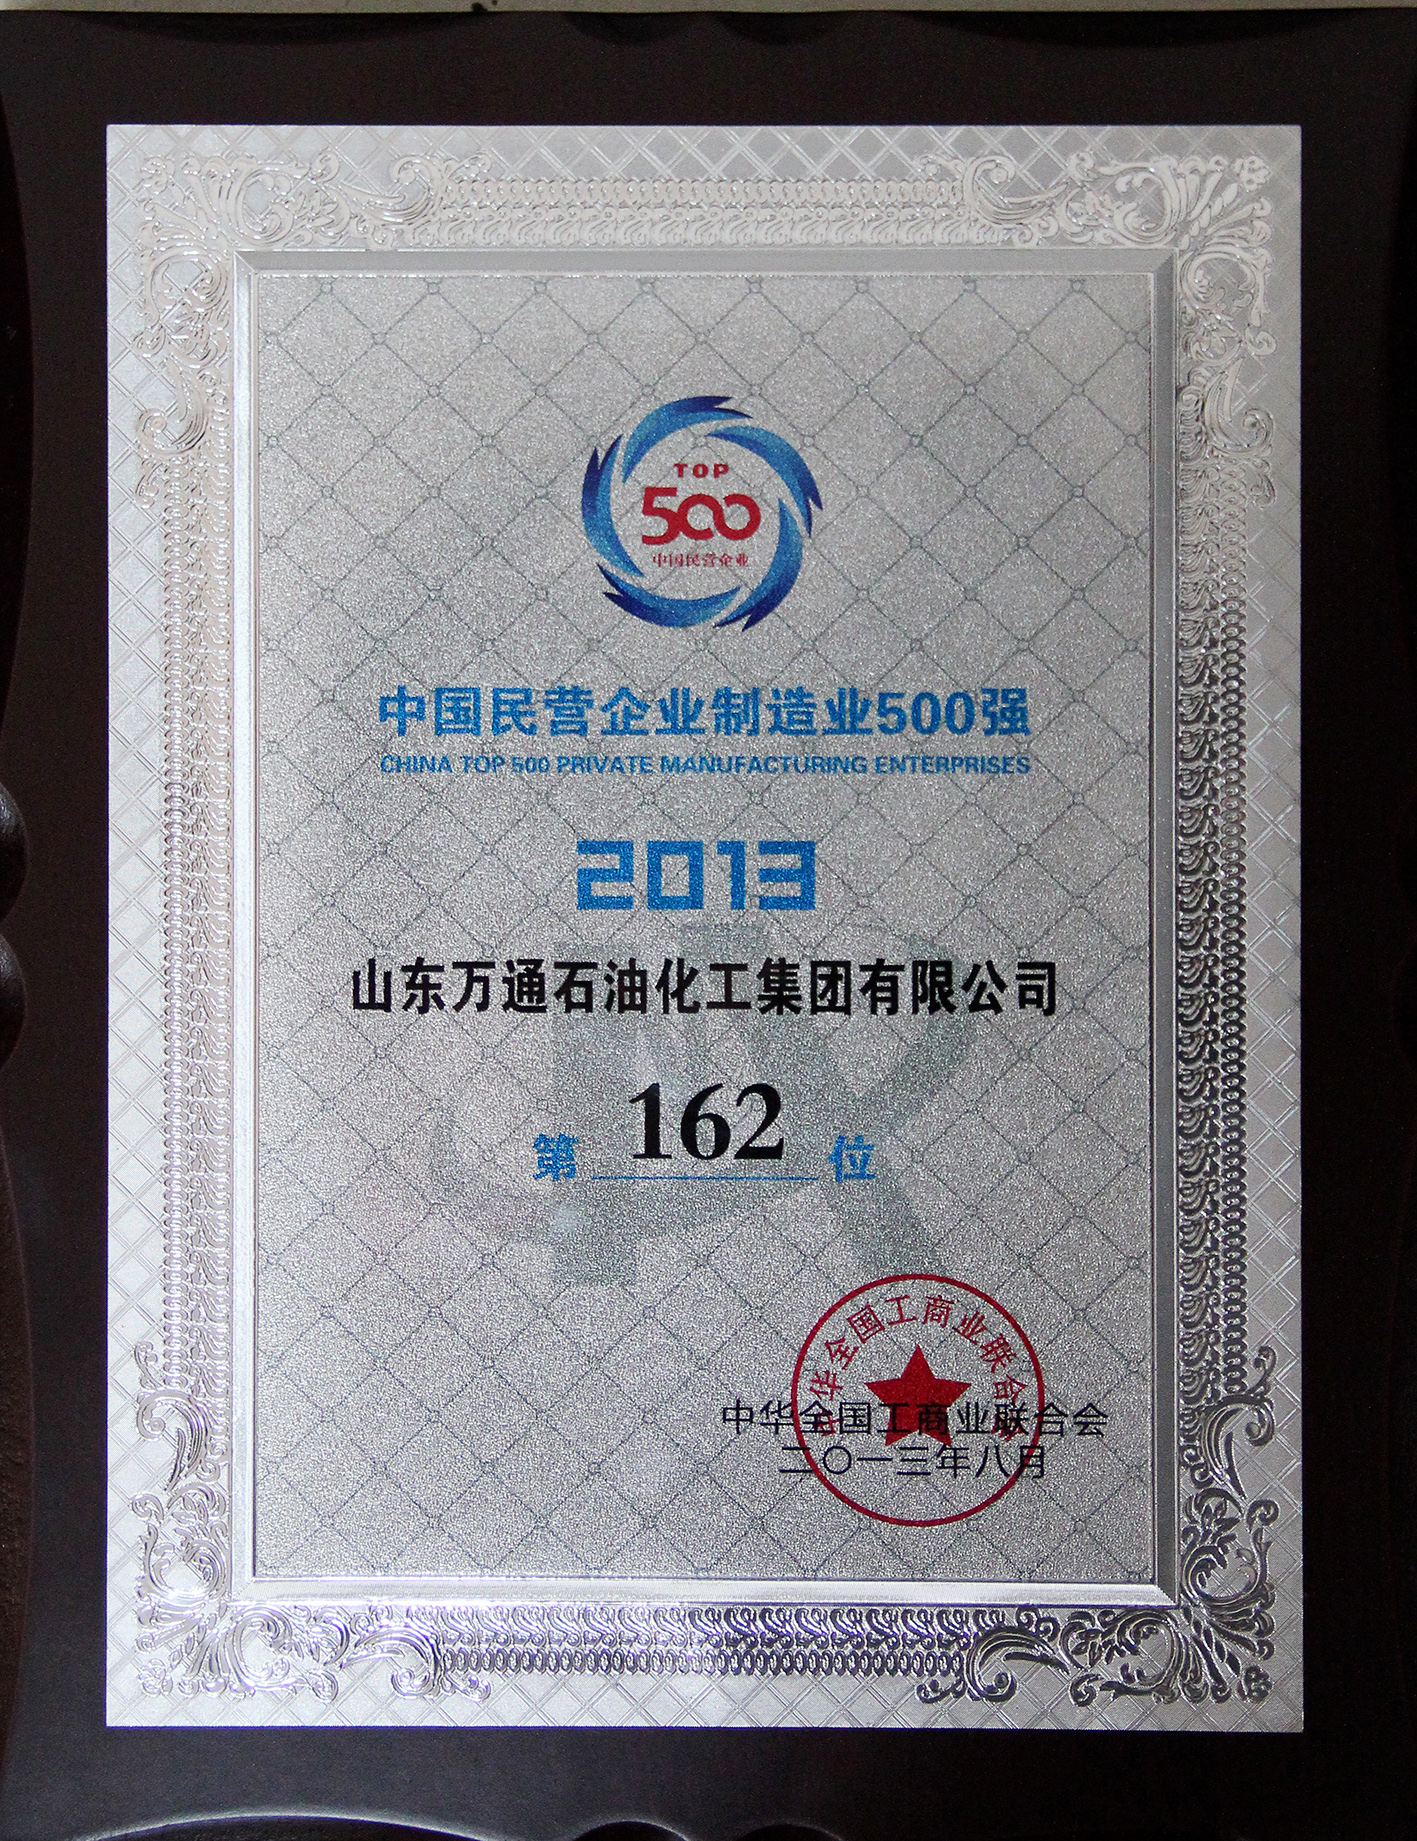 TOP
500
中国民营企业
中国民营企业制造业500强
CHINA TOP 500 PRIVATE MANUFACTURING ENTERPRISES
2013
山东万通石油化工集团有限公司
第 162 位
中华全国工商业联合会
中华全国工商业联合会
二〇一三年八月